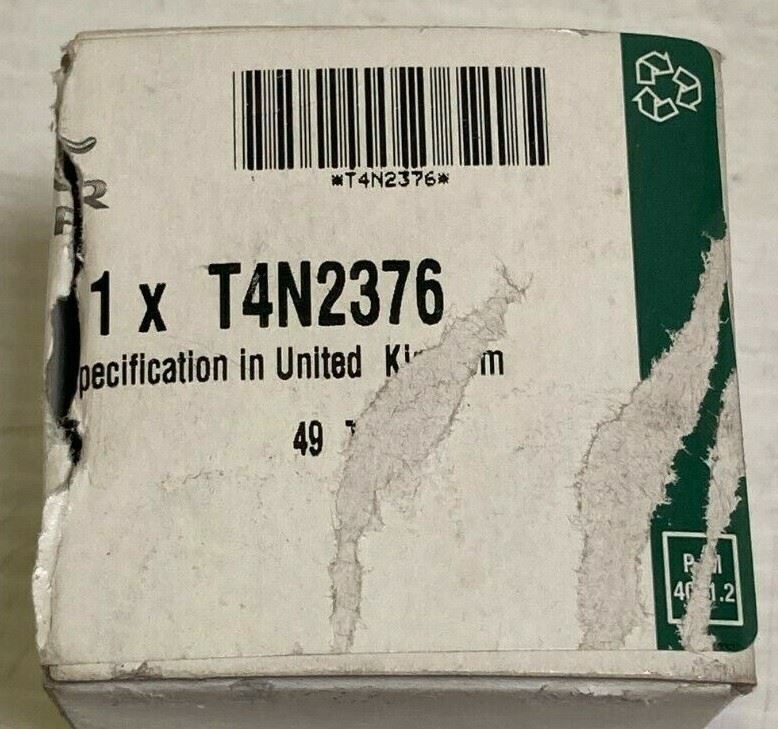 *T4N2376*
1 x T4N2376
pecification in United
49